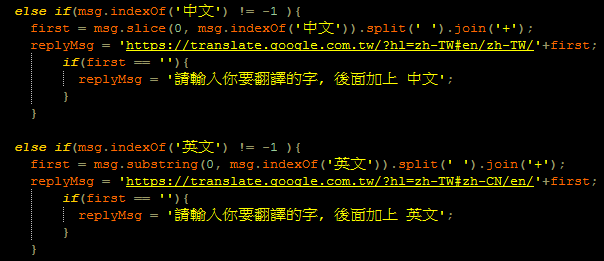 else if(msg.indexOf('中文') != -1 ){
first = msg.slice(0, msg.indexOf('中文')).split(' ').join('+');
replyMsg = 'https://translate.google.com.tw/?hl=zh-TW#en/zh-TW/'+first;
if(first == ''){
replyMsg = '請輸入你要翻譯的字, 後面加上 中文';
}
}
else if(msg.indexOf('英文') != -1 ){
first = msg.substring(0, msg.indexOf('英文')).split(' ').join('+');
replyMsg = 'https://translate.google.com.tw/?hl=zh-TW#zh-CN/en/'+first;
if(first == ''){
replyMsg = '請輸入你要翻譯的字, 後面加上 英文';
}
}